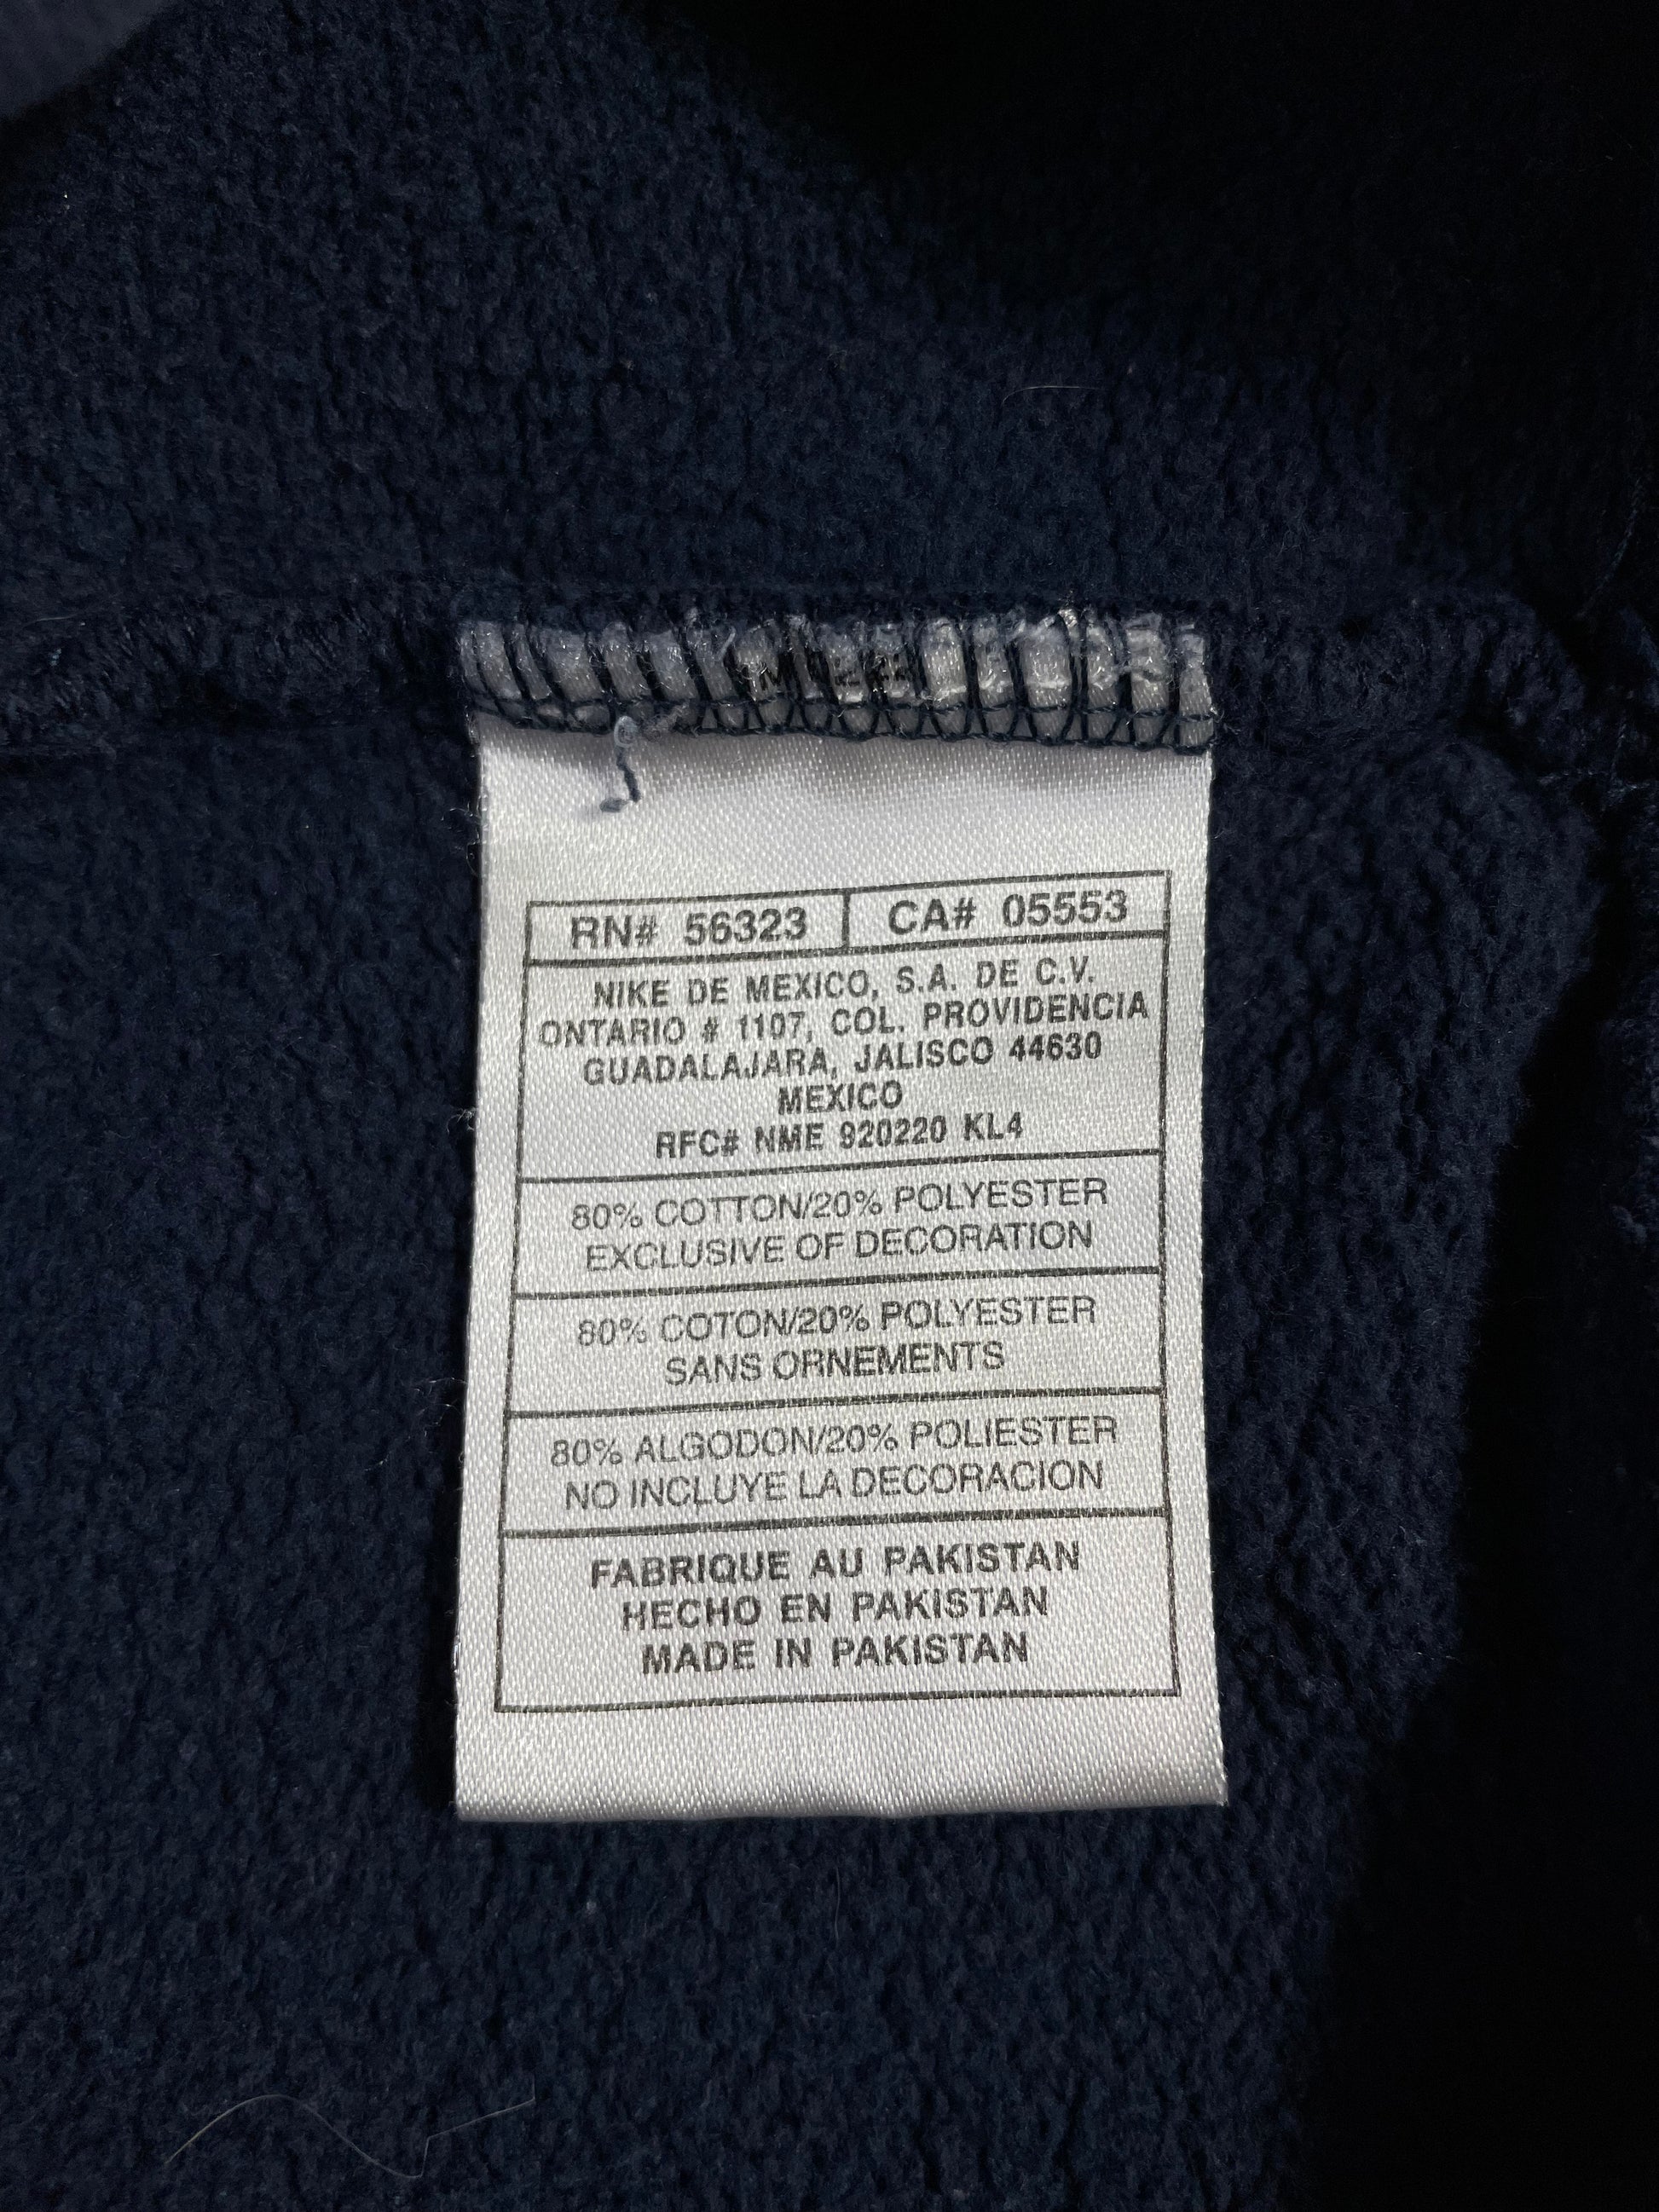 RN# 56323 CA# 05553
NIKE DE MEXICO, S.A. DE C.V.
ONTARIO # 1107, COL. PROVIDENCIA
GUADALAJARA, JALISCO 44630
MEXICO
RFC# NME 920220 KL4
80% COTTON/20% POLYESTER
EXCLUSIVE OF DECORATION
80% COTON/20% POLYESTER
SANS ORNEMENTS
80% ALGODON/20% POLIESTER
NO INCLUYE LA DECORACION
FABRIQUE AU PAKISTAN
HECHO EN PAKISTAN
MADE IN PAKISTAN